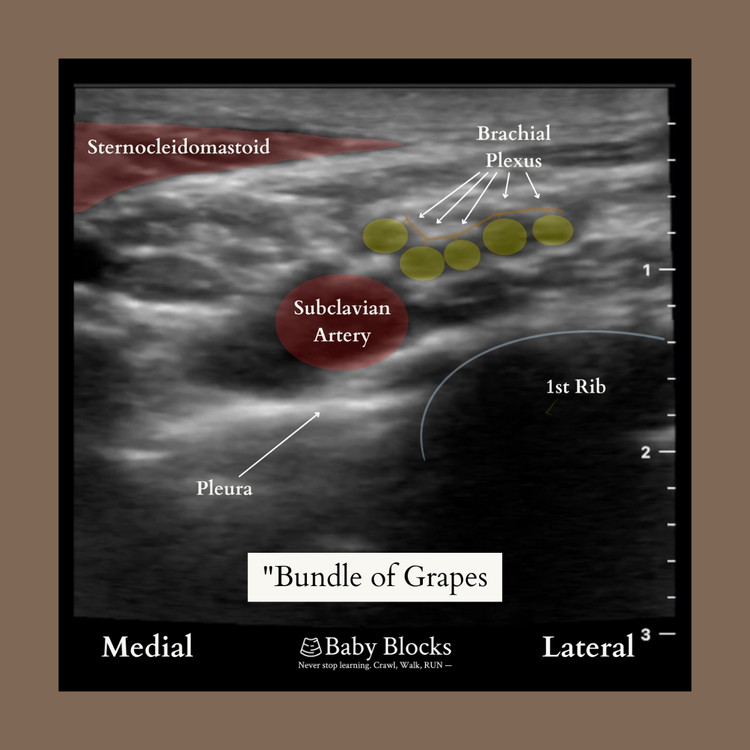 Sternocleidomastoid
Brachial
Plexus
1
Subclavian
Artery
1st Rib
2
Pleura
"Bundle of Grapes
Medial
Baby Blocks
Never stop learning. Crawl, Walk, RUN —
Lateral
3